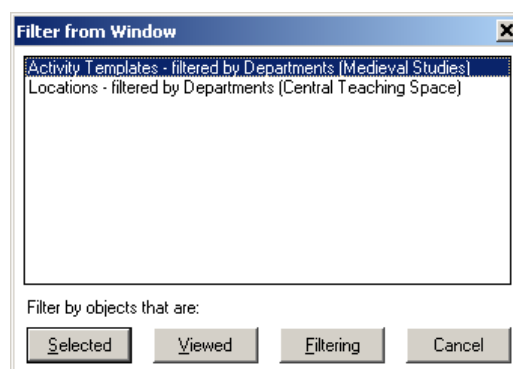 Filter from Window
Activity Templates - filtered by Departments (Medieval Studies)
Locations - filtered by Departments (Central Teaching Space)
Filter by objects that are:
Selected Viewed Filtering Cancel